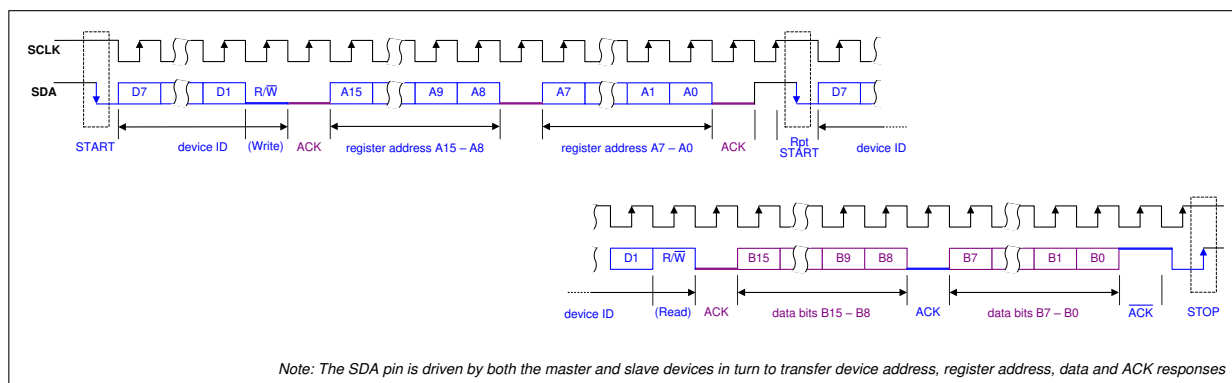 SCLK
SDA
D7 D1 R/W̅ A15 A9 A8 A7 A1 A0 D7
START device ID (Write) ACK register address A15 – A8 register address A7 – A0 ACK Rpt START device ID
D1 R/W̅ B15 B9 B8 B7 B1 B0
device ID (Read) ACK data bits B15 – B8 ACK data bits B7 – B0 A̅C̅K̅ STOP
Note: The SDA pin is driven by both the master and slave devices in turn to transfer device address, register address, data and ACK responses